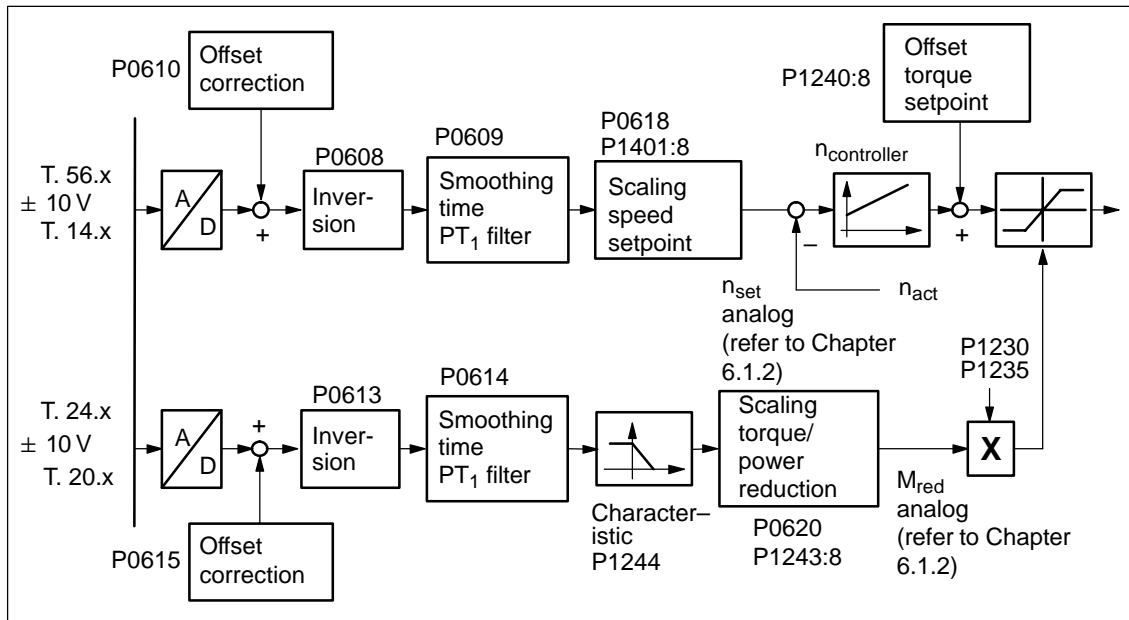 P0610
Offset
correction
P1240:8
Offset
torque
setpoint
T. 56.x
± 10 V
T. 14.x
A
D
+
P0608
Inver-
sion
P0609
Smoothing
time
PT1 filter
P0618
P1401:8
Scaling
speed
setpoint
–
ncontroller
+
nset
analog
(refer to Chapter
6.1.2)
nact
P1230
P1235
T. 24.x
± 10 V
T. 20.x
A
D
+
P0613
Inver-
sion
P0614
Smoothing
time
PT1 filter
Character–
istic
P1244
Scaling
torque/
power
reduction
P0620
P1243:8
X
Mred
analog
(refer to Chapter
6.1.2)
P0615
Offset
correction